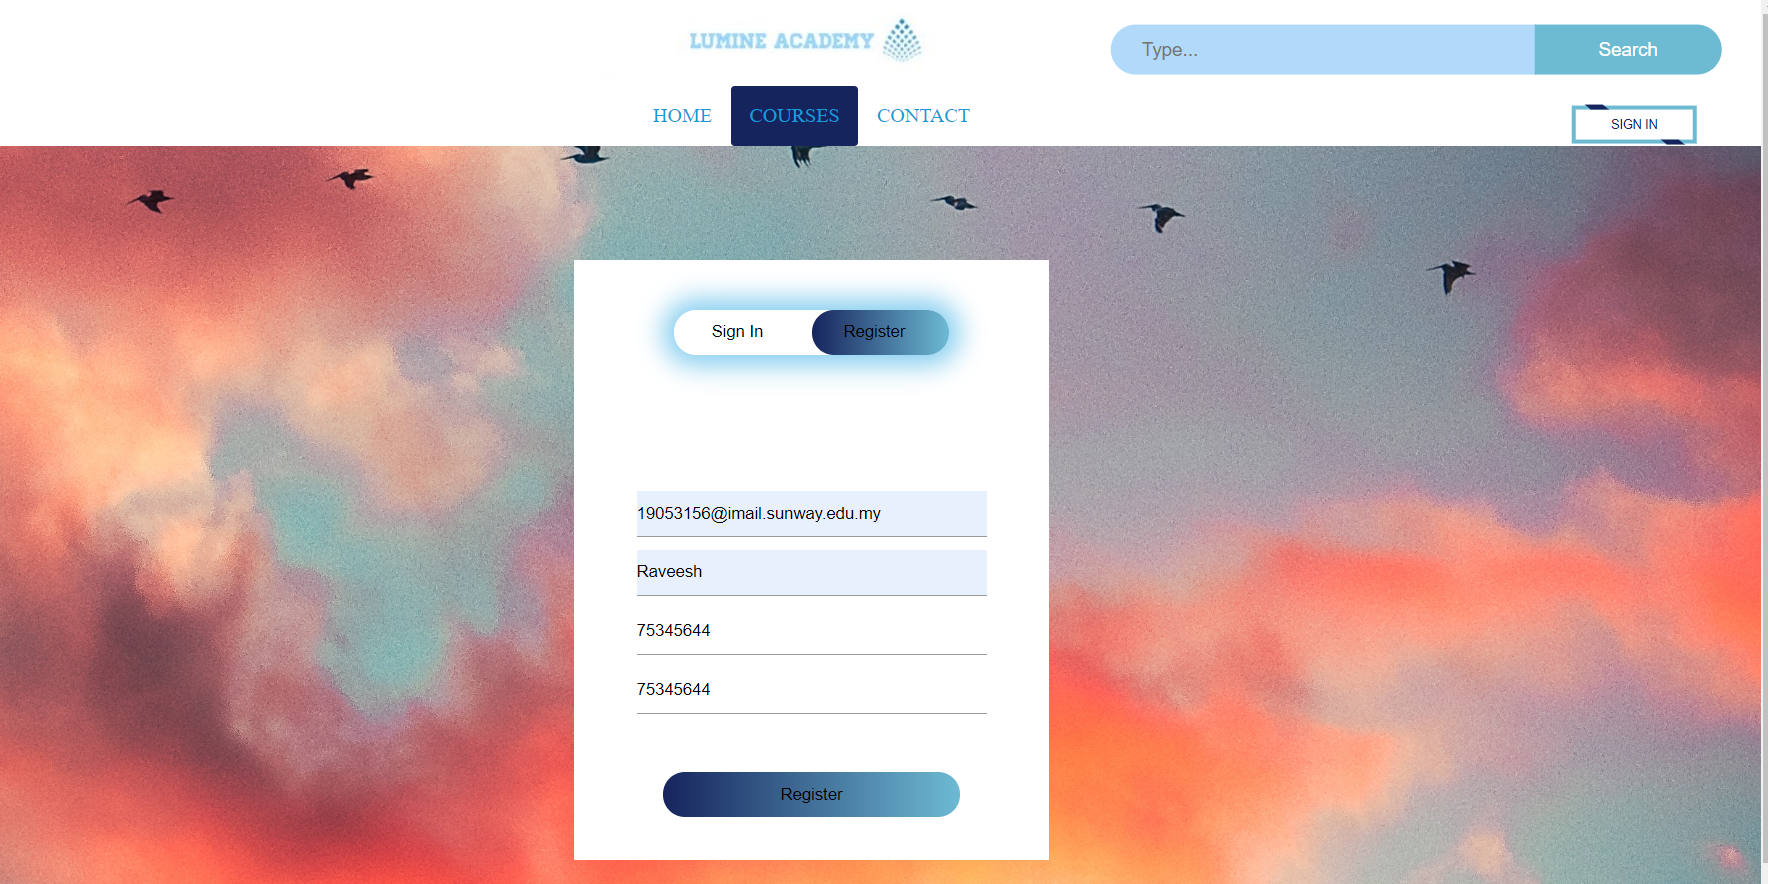 LUMINE ACADEMY
Type...
Search
HOME
COURSES
CONTACT
SIGN IN
Sign In
Register
19053156@imail.sunway.edu.my
Raveesh
75345644
75345644
Register